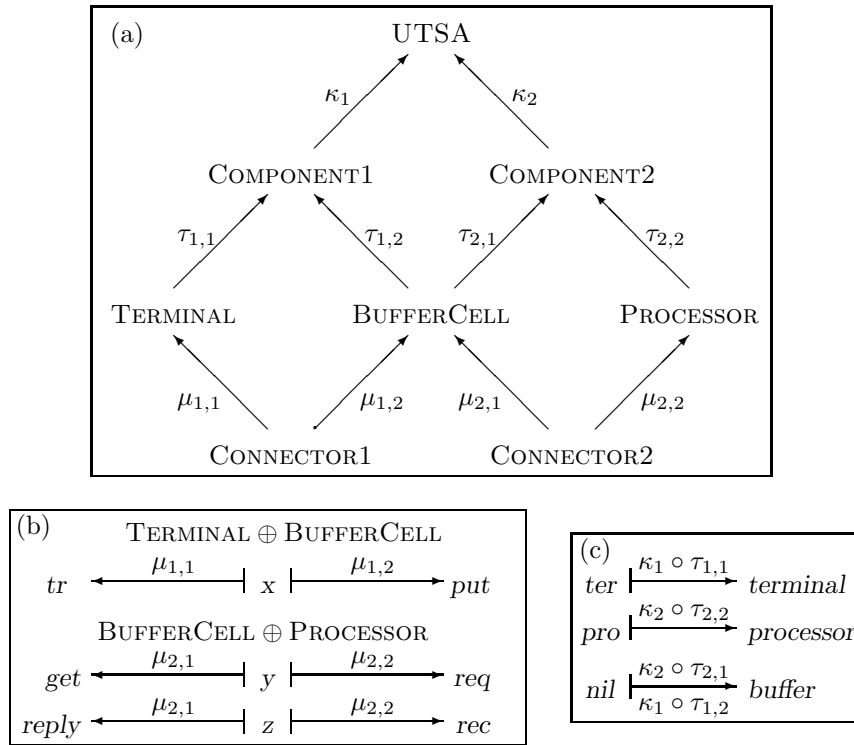 (a)
UTSA
κ₁ κ₂
COMPONENT1 COMPONENT2
τ₁,₁ τ₁,₂ τ₂,₁ τ₂,₂
TERMINAL BUFFERCELL PROCESSOR
μ₁,₁ μ₁,₂ μ₂,₁ μ₂,₂
CONNECTOR1 CONNECTOR2
(b)
TERMINAL ⊕ BUFFERCELL
μ₁,₁ μ₁,₂
tr x put
BUFFERCELL ⊕ PROCESSOR
μ₂,₁ μ₂,₂
get y req
μ₂,₁ μ₂,₂
reply z rec
(c)
κ₁ ∘ τ₁,₁
ter terminal
κ₂ ∘ τ₂,₂
pro processor
κ₂ ∘ τ₂,₁
nil buffer
κ₁ ∘ τ₁,₂